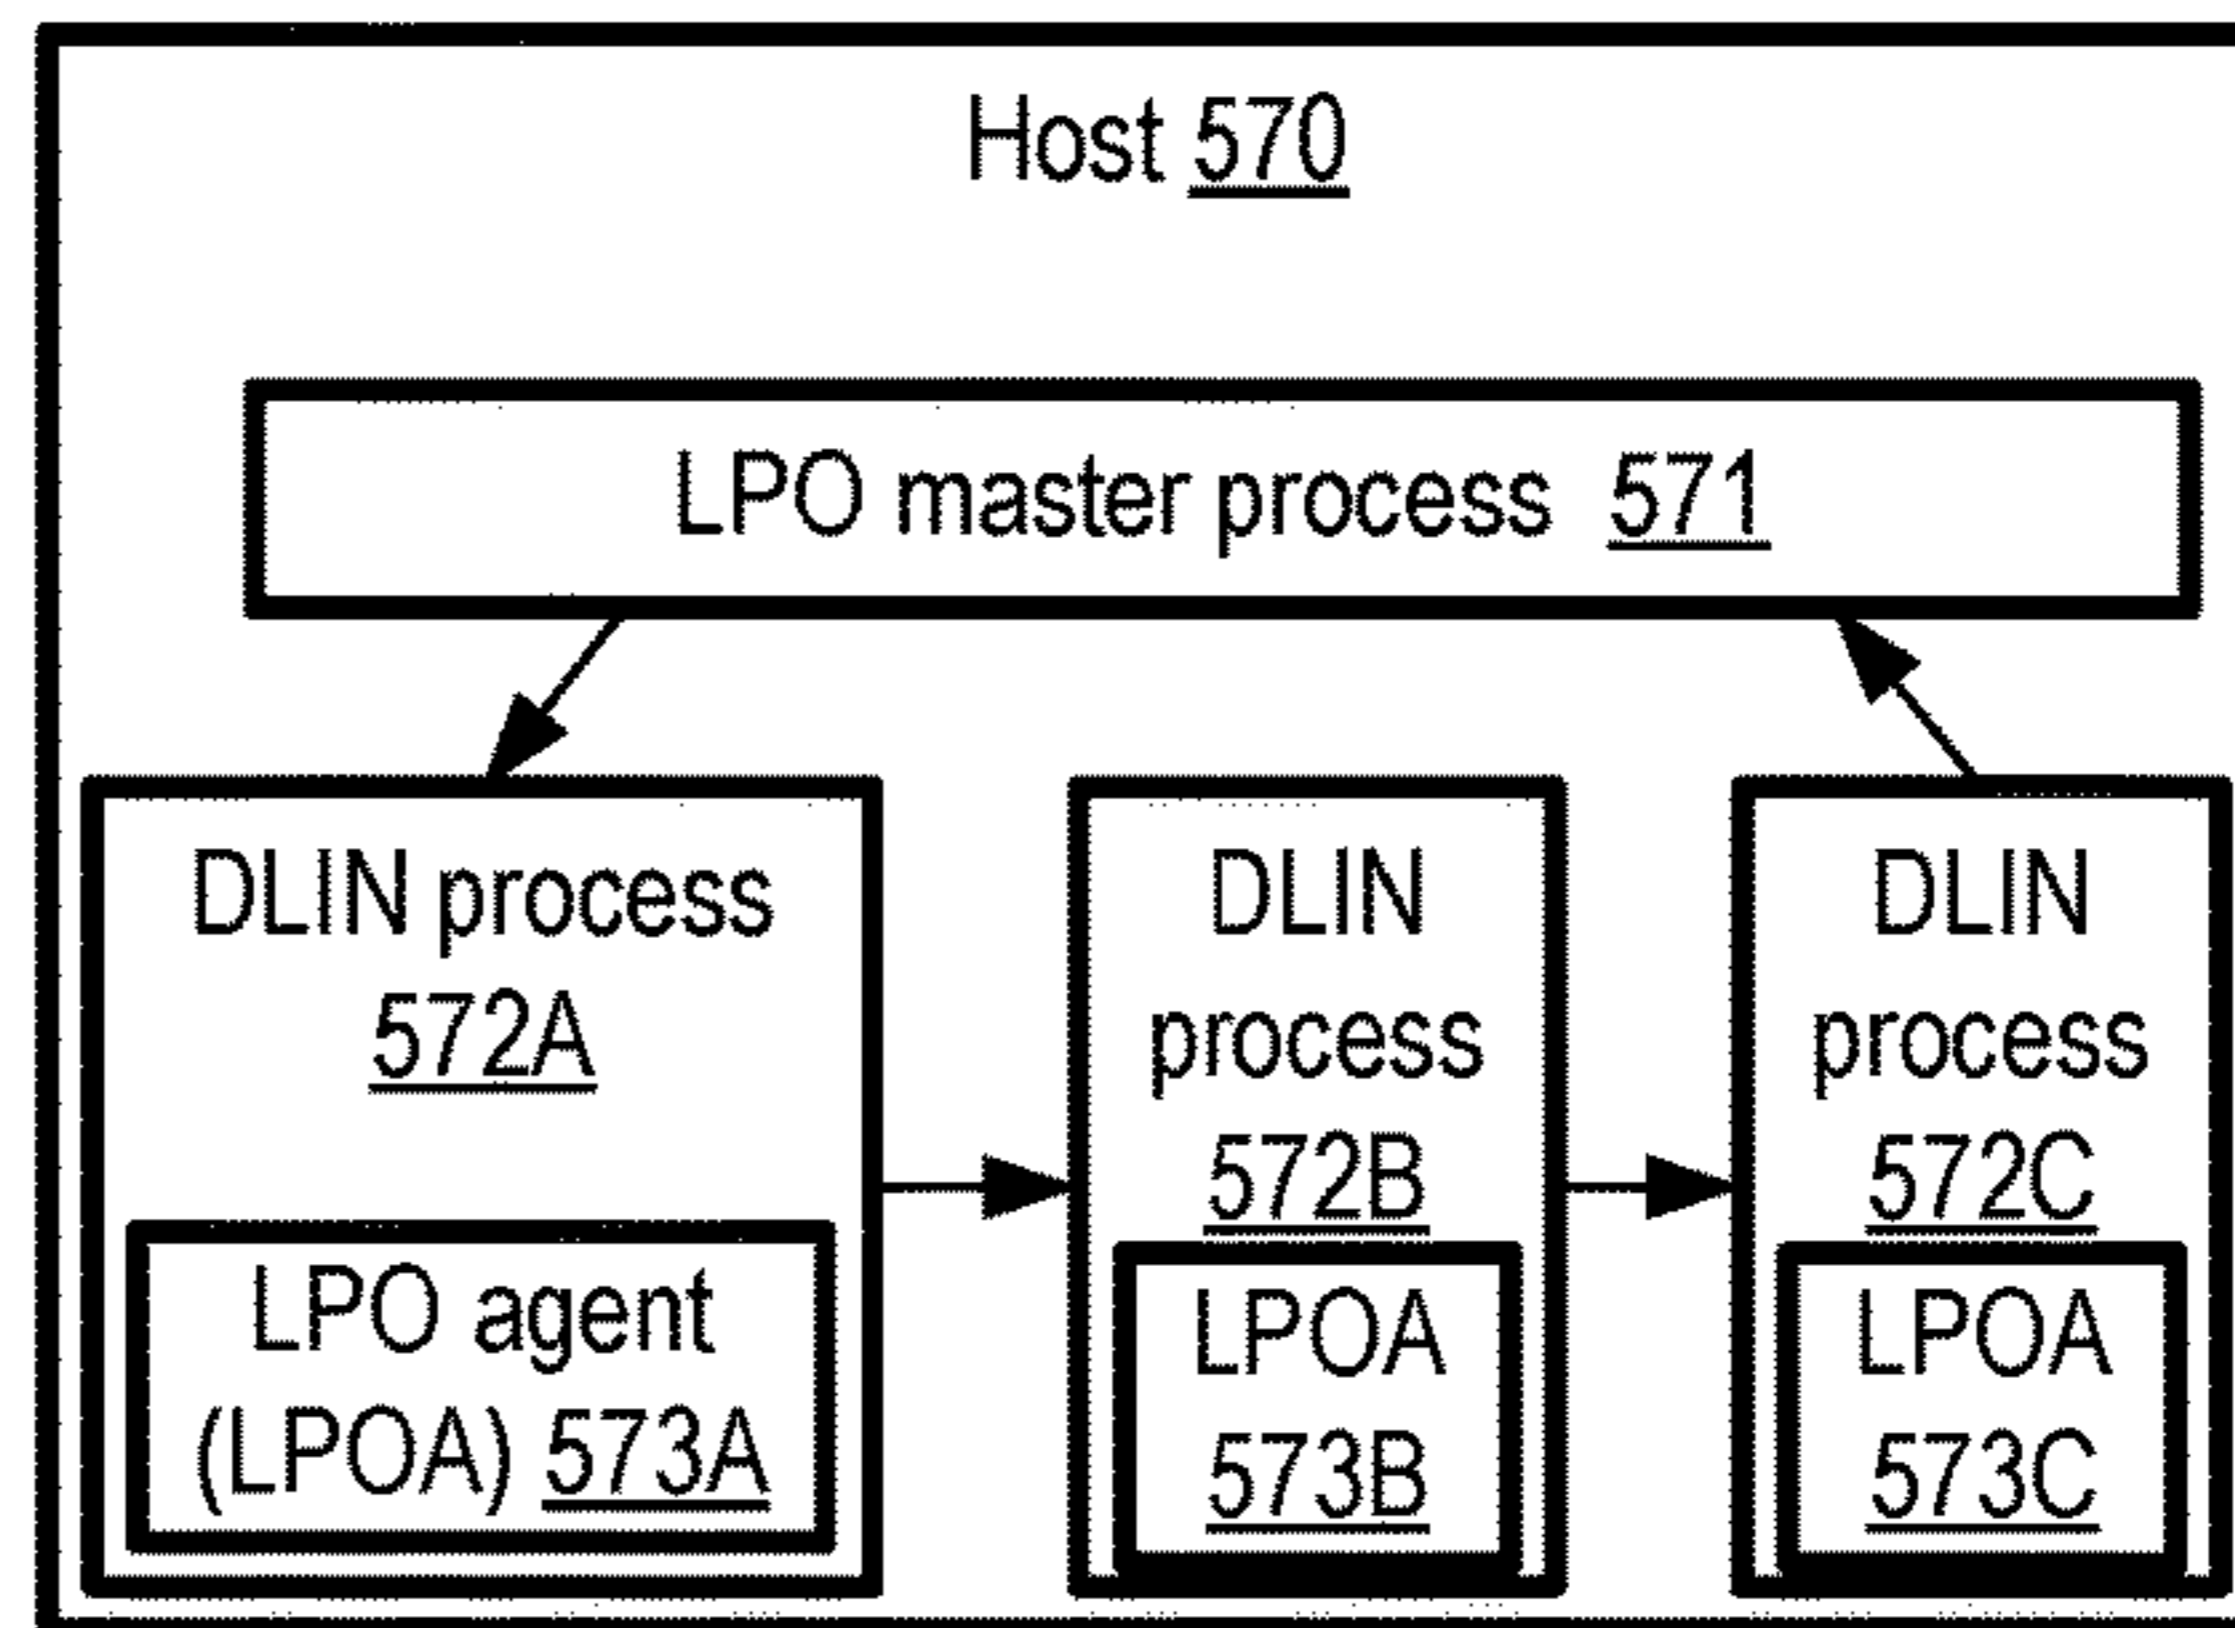 Host 570
LPO master process 571
DLIN process
572A
LPO agent
(LPOA) 573A
DLIN
process
572B
LPOA
573B
DLIN
process
572C
LPOA
573C